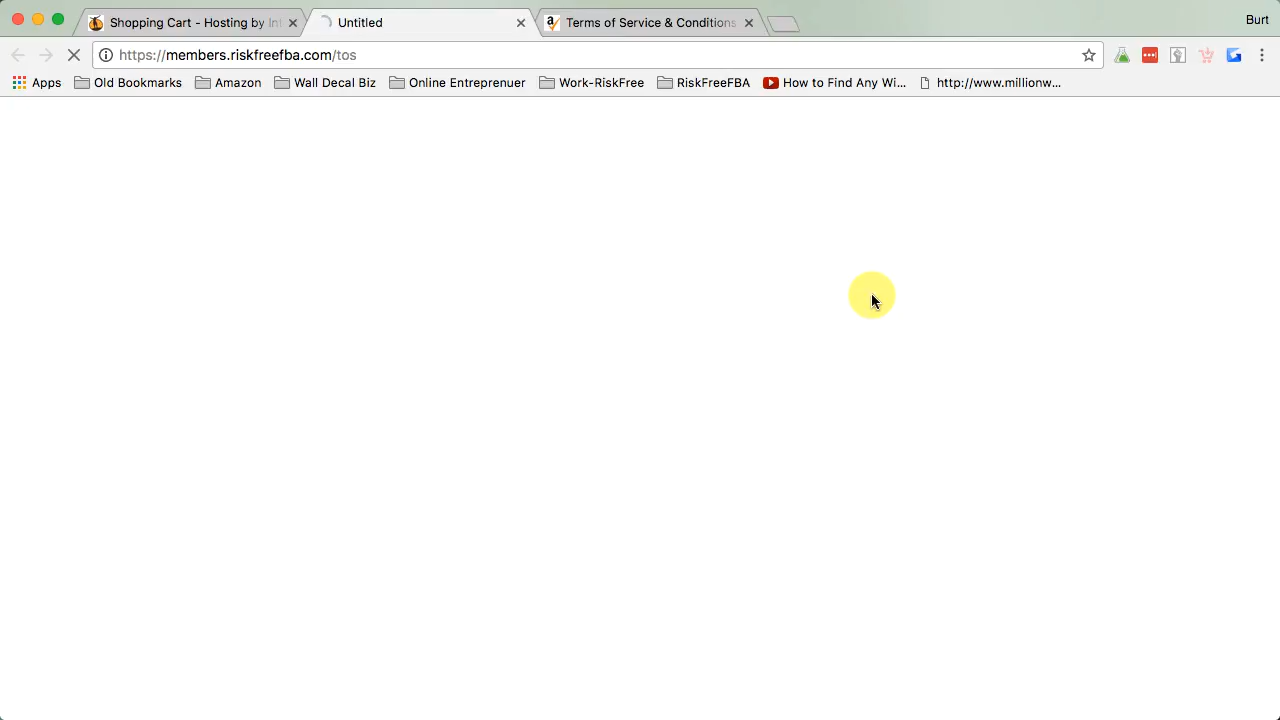 Shopping Cart - Hosting by Int
Untitled
Terms of Service & Conditions
Burt
https://members.riskfreefba.com/tos
Apps
Old Bookmarks
Amazon
Wall Decal Biz
Online Entreprenuer
Work-RiskFree
RiskFreeFBA
How to Find Any Wi...
http://www.millionw...